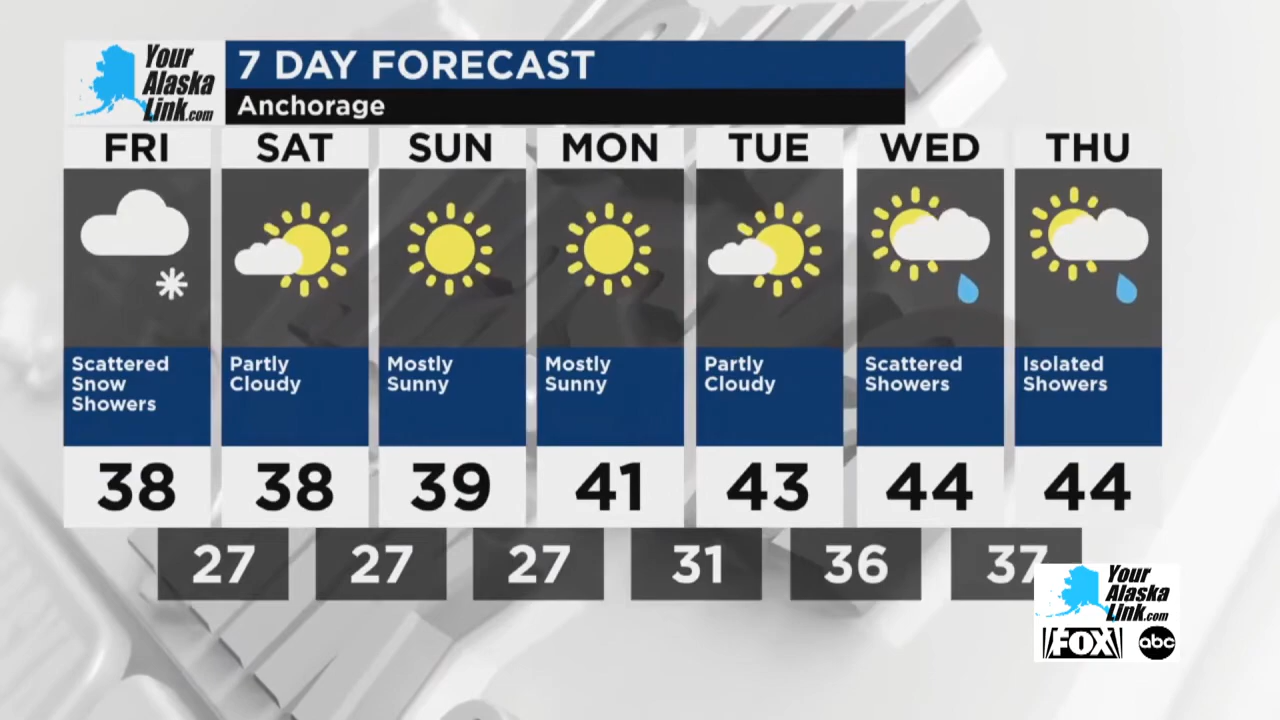 Your
Alaska
Link.com
7 DAY FORECAST
Anchorage
FRI SAT SUN MON TUE WED THU
Scattered
Snow
Showers
Partly
Cloudy
Mostly
Sunny
Mostly
Sunny
Partly
Cloudy
Scattered
Showers
Isolated
Showers
38 38 39 41 43 44 44
27 27 27 31 36 37
Your
Alaska
Link.com
FOX abc